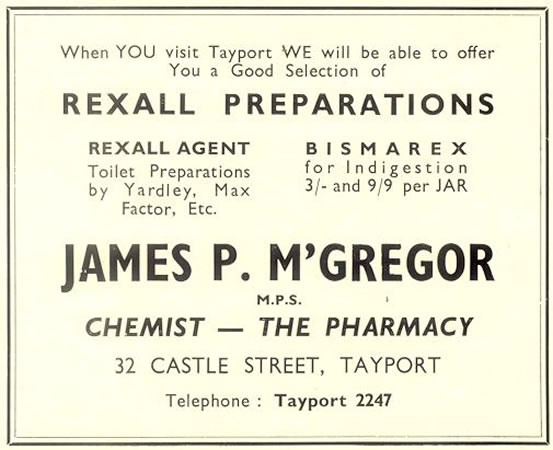 When YOU visit Tayport WE will be able to offer
You a Good Selection of
REXALL PREPARATIONS
REXALL AGENT
Toilet Preparations
by Yardley, Max
Factor, Etc.
BISMAREX
for Indigestion
3/- and 9/9 per JAR
JAMES P. M'GREGOR
M.P.S.
CHEMIST — THE PHARMACY
32 CASTLE STREET, TAYPORT
Telephone : Tayport 2247